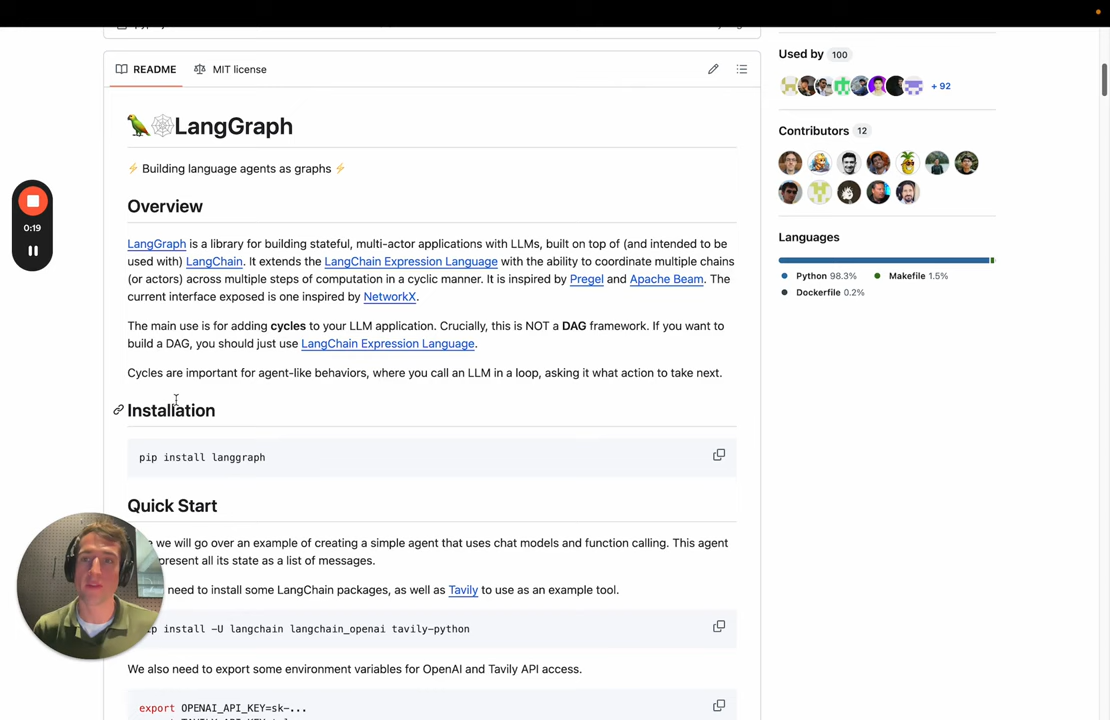 Used by 100
+ 92
README
MIT license
LangGraph
Contributors 12
⚡ Building language agents as graphs ⚡
Overview
0:19
Languages
LangGraph is a library for building stateful, multi-actor applications with LLMs, built on top of (and intended to be
used with) LangChain. It extends the LangChain Expression Language with the ability to coordinate multiple chains
(or actors) across multiple steps of computation in a cyclic manner. It is inspired by Pregel and Apache Beam. The
current interface exposed is one inspired by NetworkX.
Python 98.3%
Makefile 1.5%
Dockerfile 0.2%
The main use is for adding cycles to your LLM application. Crucially, this is NOT a DAG framework. If you want to
build a DAG, you should just use LangChain Expression Language.
Cycles are important for agent-like behaviors, where you call an LLM in a loop, asking it what action to take next.
Installation
pip install langgraph
Quick Start
we will go over an example of creating a simple agent that uses chat models and function calling. This agent
present all its state as a list of messages.
need to install some LangChain packages, as well as Tavily to use as an example tool.
install -U langchain langchain_openai tavily-python
We also need to export some environment variables for OpenAI and Tavily API access.
export OPENAI_API_KEY=sk-...